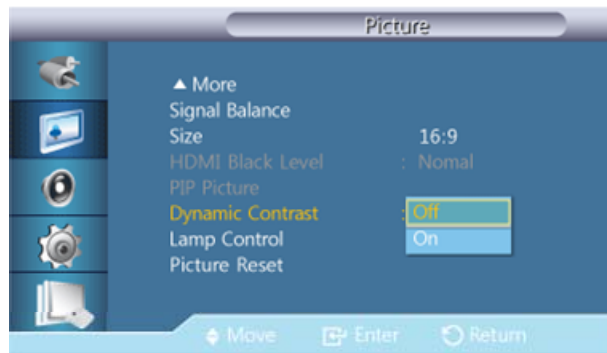 Picture
▲ More
Signal Balance
Size 16:9
HDMI Black Level : Nomal
PIP Picture
Dynamic Contrast : Off
On
Lamp Control
Picture Reset
Move Enter Return